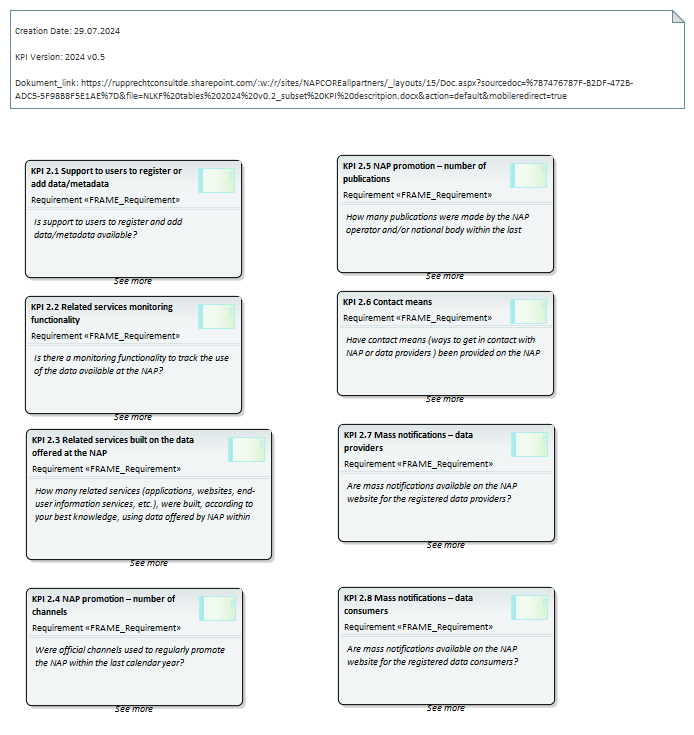 Creation Date: 29.07.2024
KPI Version: 2024 v0.5
Dokument_link: https://rupprechtconsultde.sharepoint.com/:w:/r/sites/NAPCOREallpartners/_layouts/15/Doc.aspx?sourcedoc=%7B7476787F-B2DF-472B-
ADC5-5F98B8F5E1AE%7D&file=NLKF%20tables%202024%20v0.2_subset%20KPI%20descritpion.docx&action=default&mobileredirect=true
KPI 2.1 Support to users to register or
add data/metadata
Requirement «FRAME_Requirement»
Is support to users to register and add
data/metadata available?
See more
KPI 2.2 Related services monitoring
functionality
Requirement «FRAME_Requirement»
Is there a monitoring functionality to track the use
of the data available at the NAP?
See more
KPI 2.3 Related services built on the data
offered at the NAP
Requirement «FRAME_Requirement»
How many related services (applications, websites, end-
user information services, etc.), were built, according to
your best knowledge, using data offered by NAP within
See more
KPI 2.4 NAP promotion – number of
channels
Requirement «FRAME_Requirement»
Were official channels used to regularly promote
the NAP within the last calendar year?
See more
KPI 2.5 NAP promotion – number of
publications
Requirement «FRAME_Requirement»
How many publications were made by the NAP
operator and/or national body within the last
See more
KPI 2.6 Contact means
Requirement «FRAME_Requirement»
Have contact means (ways to get in contact with
NAP or data providers ) been provided on the NAP
See more
KPI 2.7 Mass notifications – data
providers
Requirement «FRAME_Requirement»
Are mass notifications available on the NAP
website for the registered data providers?
See more
KPI 2.8 Mass notifications – data
consumers
Requirement «FRAME_Requirement»
Are mass notifications available on the NAP
website for the registered data consumers?
See more